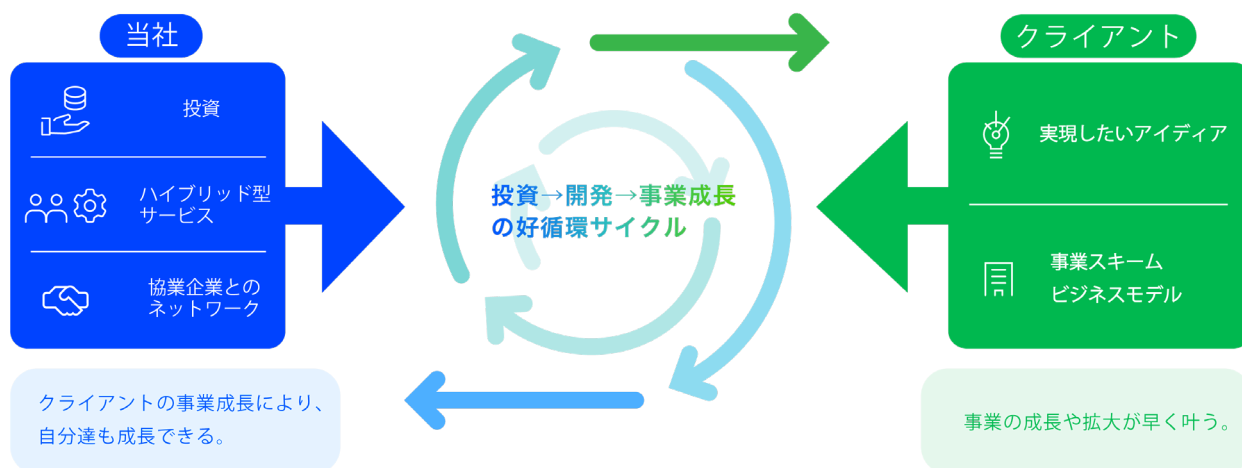 当社
投資
ハイブリッド型
サービス
協業企業との
ネットワーク
クライアントの事業成長により、
自分達も成長できる。
投資→開発→事業成長
の好循環サイクル
クライアント
実現したいアイディア
事業スキーム
ビジネスモデル
事業の成長や拡大が早く叶う。